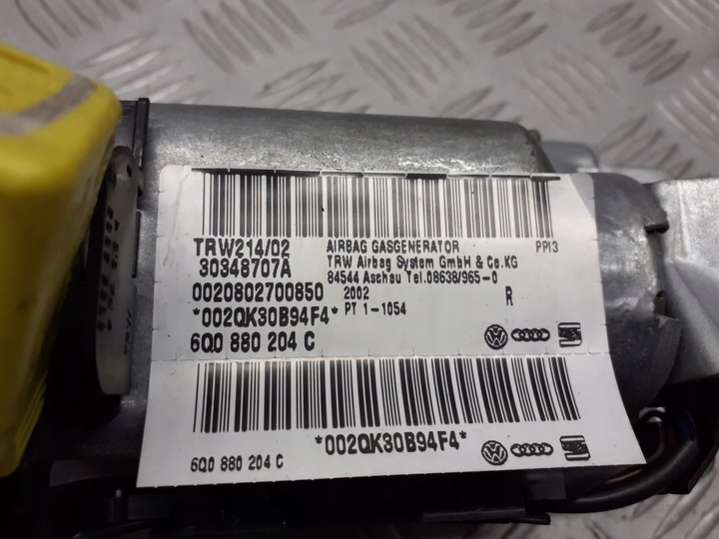 TRW214/02
30348707A
0020802700850
*002QK30B94F4*
6Q0 880 204 C
AIRBAG GASGENERATOR PPI3
TRW Airbag System GmbH & Co.KG
84544 Aschau Tel.08638/965-0
2002 R
PT 1-1054
*002QK30B94F4*
6Q0 880 204 C